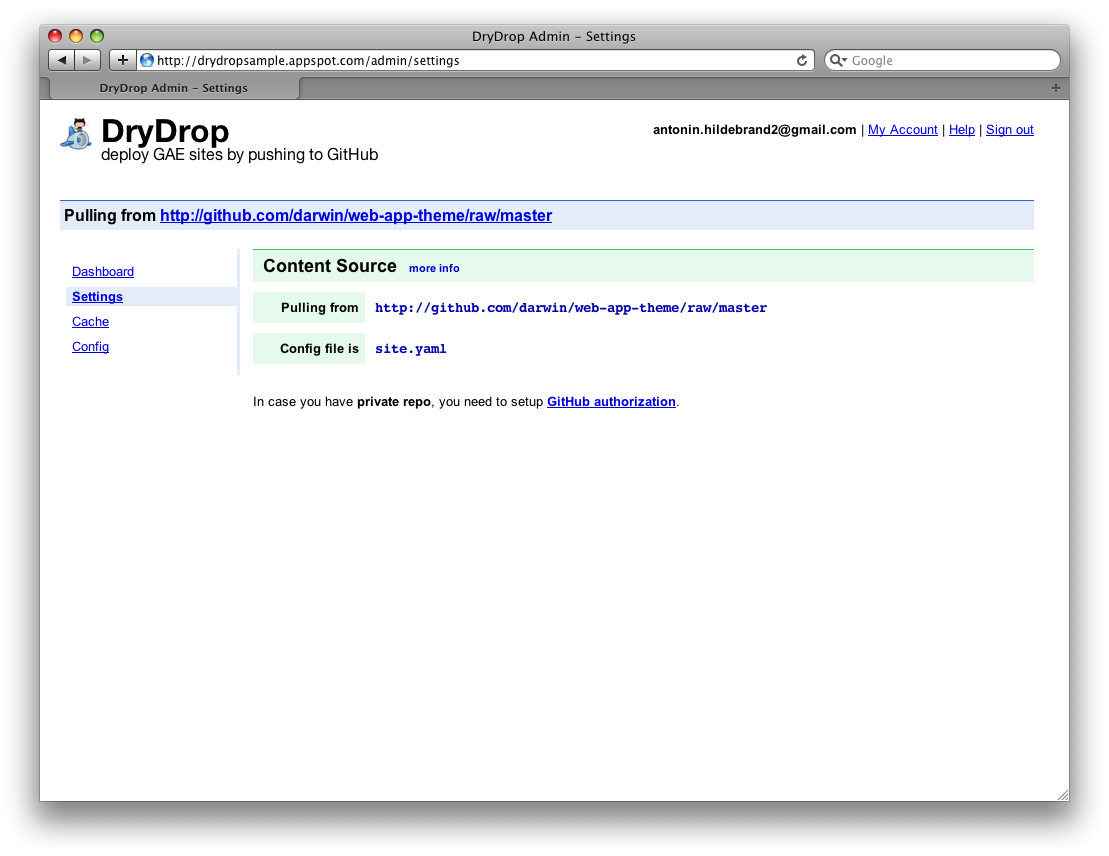 DryDrop Admin – Settings
http://drydropsample.appspot.com/admin/settings
Google
DryDrop Admin – Settings
DryDrop
deploy GAE sites by pushing to GitHub
antonin.hildebrand2@gmail.com | My Account | Help | Sign out
Pulling from http://github.com/darwin/web-app-theme/raw/master
Dashboard
Settings
Cache
Config
Content Source more info
Pulling from http://github.com/darwin/web-app-theme/raw/master
Config file is site.yaml
In case you have private repo, you need to setup GitHub authorization.